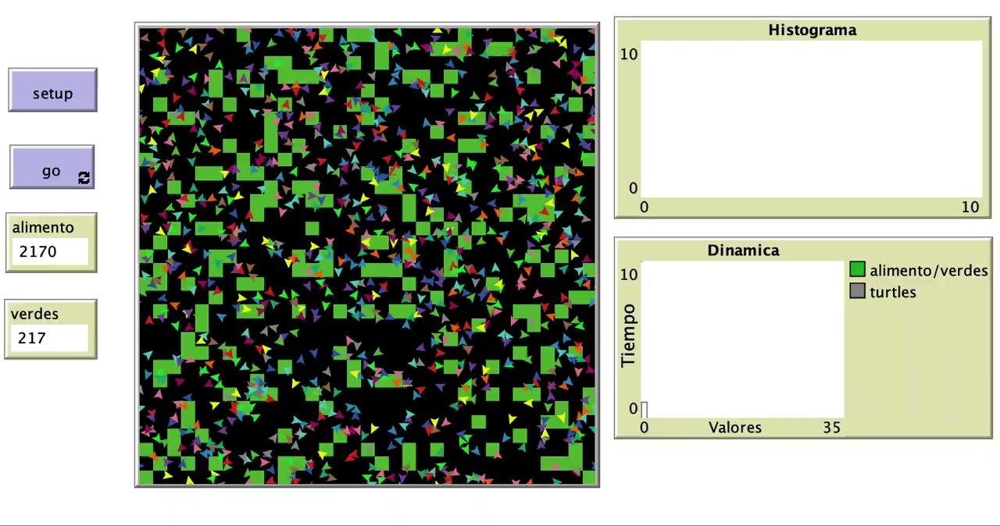 setup
go
alimento
2170
verdes
217
Histograma
10
0
0
10
Dinamica
10
Tiempo
0
0
Valores
35
alimento/verdes
turtles